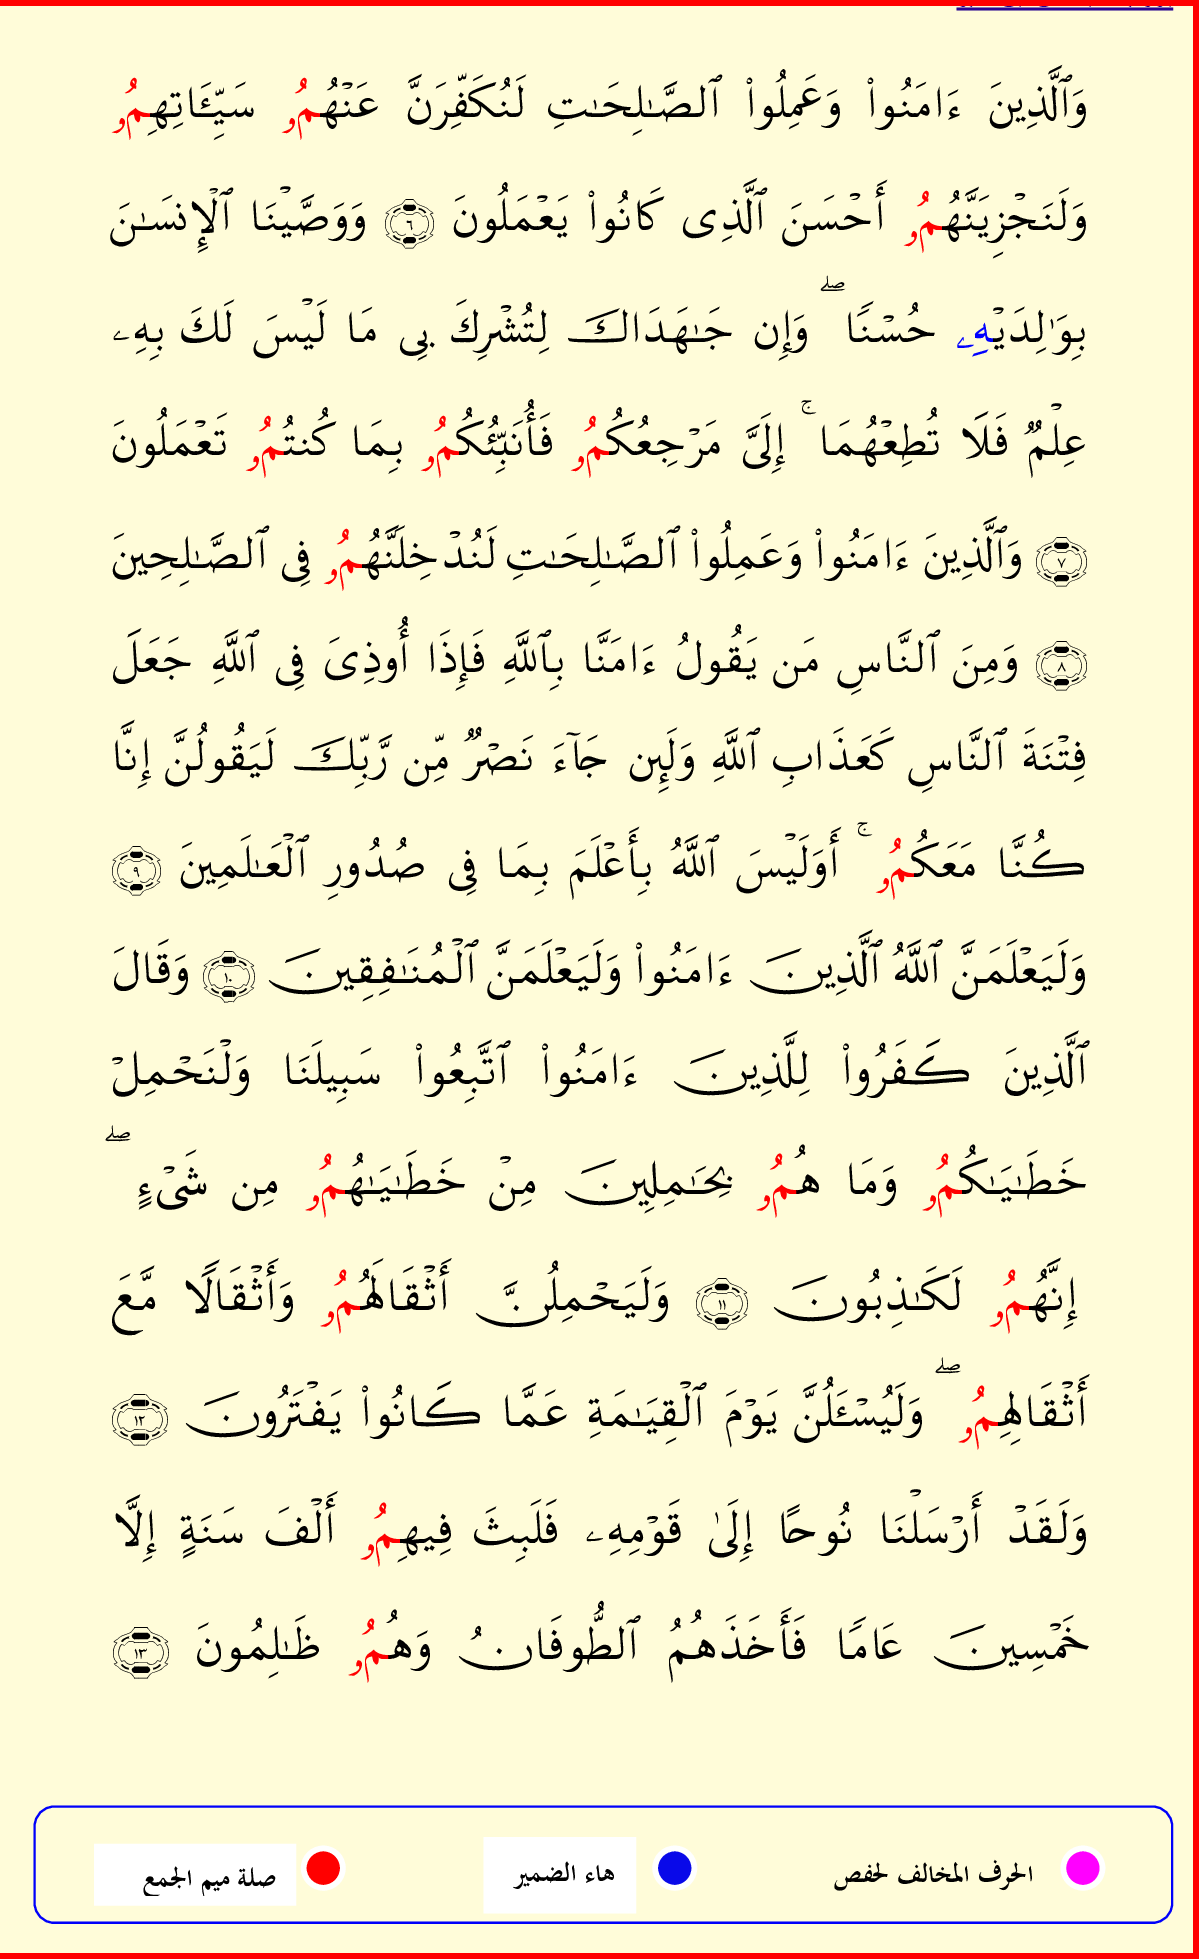 وَٱلَّذِينَ ءَامَنُوا۟ وَعَمِلُوا۟ ٱلصَّـٰلِحَـٰتِ لَنُكَفِّرَنَّ عَنْهُمُۥ سَيِّـَٔاتِهِمُۥ
وَلَنَجْزِيَنَّهُمُۥ أَحْسَنَ ٱلَّذِى كَانُوا۟ يَعْمَلُونَ ٦ وَوَصَّيْنَا ٱلْإِنسَـٰنَ
بِوَٰلِدَيْهِۦ حُسْنًا ۖ وَإِن جَـٰهَدَاكَ لِتُشْرِكَ بِى مَا لَيْسَ لَكَ بِهِۦ
عِلْمٌ فَلَا تُطِعْهُمَا ۚ إِلَىَّ مَرْجِعُكُمُۥ فَأُنَبِّئُكُمُۥ بِمَا كُنتُمُۥ تَعْمَلُونَ
٧ وَٱلَّذِينَ ءَامَنُوا۟ وَعَمِلُوا۟ ٱلصَّـٰلِحَـٰتِ لَنُدْخِلَنَّهُمُۥ فِى ٱلصَّـٰلِحِينَ
٨ وَمِنَ ٱلنَّاسِ مَن يَقُولُ ءَامَنَّا بِٱللَّهِ فَإِذَا أُوذِىَ فِى ٱللَّهِ جَعَلَ
فِتْنَةَ ٱلنَّاسِ كَعَذَابِ ٱللَّهِ وَلَئِن جَآءَ نَصْرٌ مِّن رَّبِّكَ لَيَقُولُنَّ إِنَّا
كُنَّا مَعَكُمُۥ ۚ أَوَلَيْسَ ٱللَّهُ بِأَعْلَمَ بِمَا فِى صُدُورِ ٱلْعَـٰلَمِينَ ٩
وَلَيَعْلَمَنَّ ٱللَّهُ ٱلَّذِينَ ءَامَنُوا۟ وَلَيَعْلَمَنَّ ٱلْمُنَـٰفِقِينَ ١٠ وَقَالَ
ٱلَّذِينَ كَفَرُوا۟ لِلَّذِينَ ءَامَنُوا۟ ٱتَّبِعُوا۟ سَبِيلَنَا وَلْنَحْمِلْ
خَطَـٰيَـٰكُمُۥ وَمَا هُمُۥ بِحَـٰمِلِينَ مِنْ خَطَـٰيَـٰهُمُۥ مِن شَىْءٍ ۖ
إِنَّهُمُۥ لَكَـٰذِبُونَ ١١ وَلَيَحْمِلُنَّ أَثْقَالَهُمُۥ وَأَثْقَالًا مَّعَ
أَثْقَالِهِمُۥ ۖ وَلَيُسْـَٔلُنَّ يَوْمَ ٱلْقِيَـٰمَةِ عَمَّا كَانُوا۟ يَفْتَرُونَ ١٢
وَلَقَدْ أَرْسَلْنَا نُوحًا إِلَىٰ قَوْمِهِۦ فَلَبِثَ فِيهِمُۥ أَلْفَ سَنَةٍ إِلَّا
خَمْسِينَ عَامًا فَأَخَذَهُمُ ٱلطُّوفَانُ وَهُمُۥ ظَـٰلِمُونَ ١٣
الحرف المخالف لحفص هاء الضمير صلة ميم الجمع